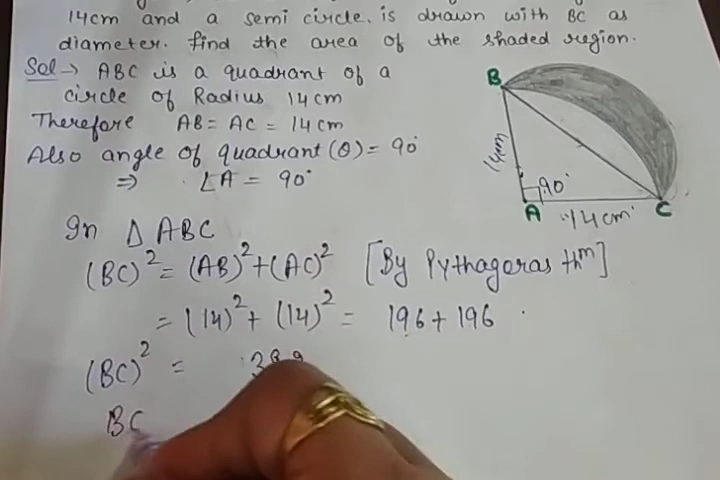 14cm and a semi circle. is drawn with BC as
diameter. find the area of the shaded region.
Sol → ABC is a quadrant of a
circle of Radius 14 cm
Therefore AB = AC = 14 cm
Also angle of quadrant (θ) = 90°
⇒ ∠A = 90°
B
14cm
90°
A
14cm
C
In △ ABC
(BC)² = (AB)² + (AC)² [By Pythagoras thm]
= (14)² + (14)² = 196 + 196
(BC)² =
BC